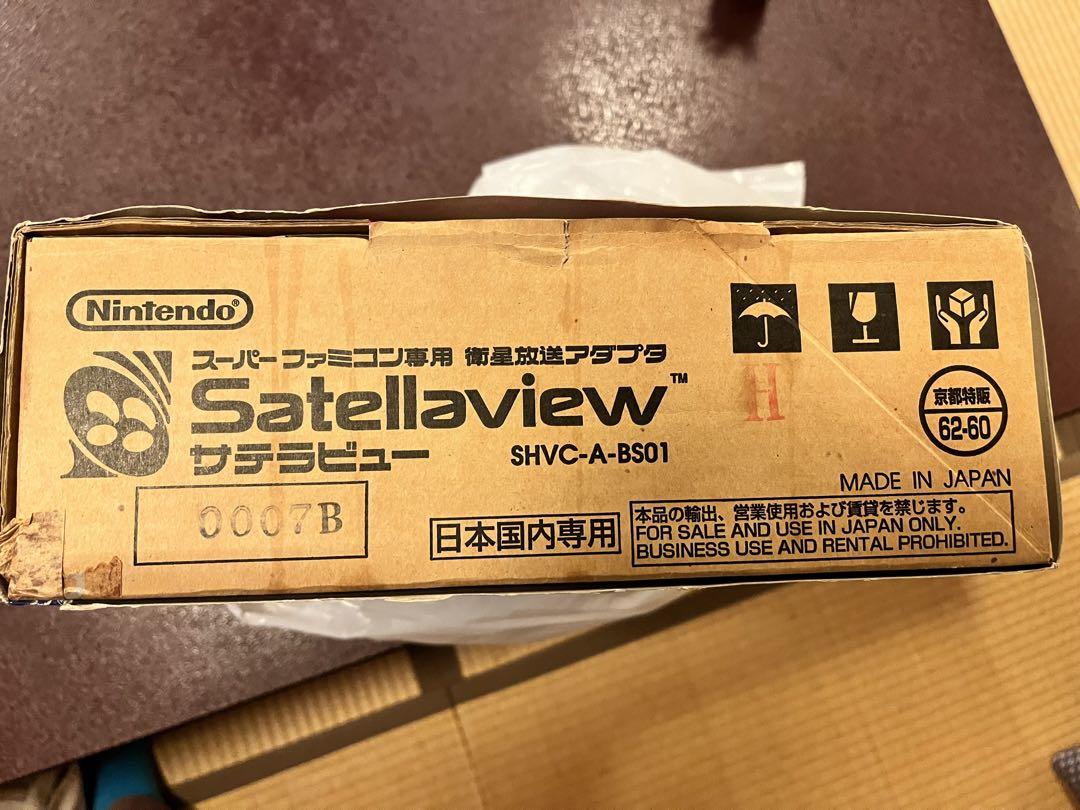 Nintendo®
スーパーファミコン専用 衛星放送アダプタ
Satellaview™
サテラビュー
SHVC-A-BS01
H
京都特販
62-60
MADE IN JAPAN
0007B
日本国内専用
本品の輸出、営業使用および賃貸を禁じます。
FOR SALE AND USE IN JAPAN ONLY.
BUSINESS USE AND RENTAL PROHIBITED.